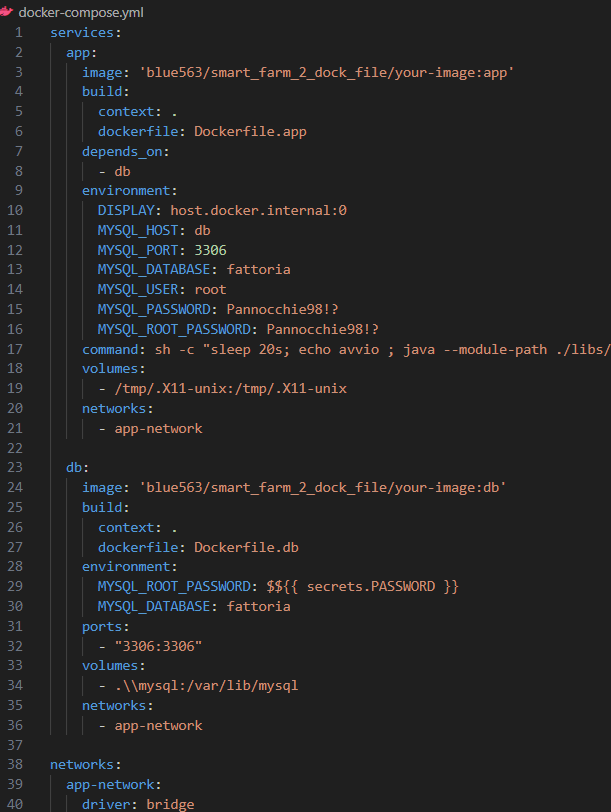 docker-compose.yml
1 services:
2 app:
3 image: 'blue563/smart_farm_2_dock_file/your-image:app'
4 build:
5 context: .
6 dockerfile: Dockerfile.app
7 depends_on:
8 - db
9 environment:
10 DISPLAY: host.docker.internal:0
11 MYSQL_HOST: db
12 MYSQL_PORT: 3306
13 MYSQL_DATABASE: fattoria
14 MYSQL_USER: root
15 MYSQL_PASSWORD: Pannocchie98!?
16 MYSQL_ROOT_PASSWORD: Pannocchie98!?
17 command: sh -c "sleep 20s; echo avvio ; java --module-path ./libs/
18 volumes:
19 - /tmp/.X11-unix:/tmp/.X11-unix
20 networks:
21 - app-network
22
23 db:
24 image: 'blue563/smart_farm_2_dock_file/your-image:db'
25 build:
26 context: .
27 dockerfile: Dockerfile.db
28 environment:
29 MYSQL_ROOT_PASSWORD: $${{ secrets.PASSWORD }}
30 MYSQL_DATABASE: fattoria
31 ports:
32 - "3306:3306"
33 volumes:
34 - .\\mysql:/var/lib/mysql
35 networks:
36 - app-network
37
38 networks:
39 app-network:
40 driver: bridge